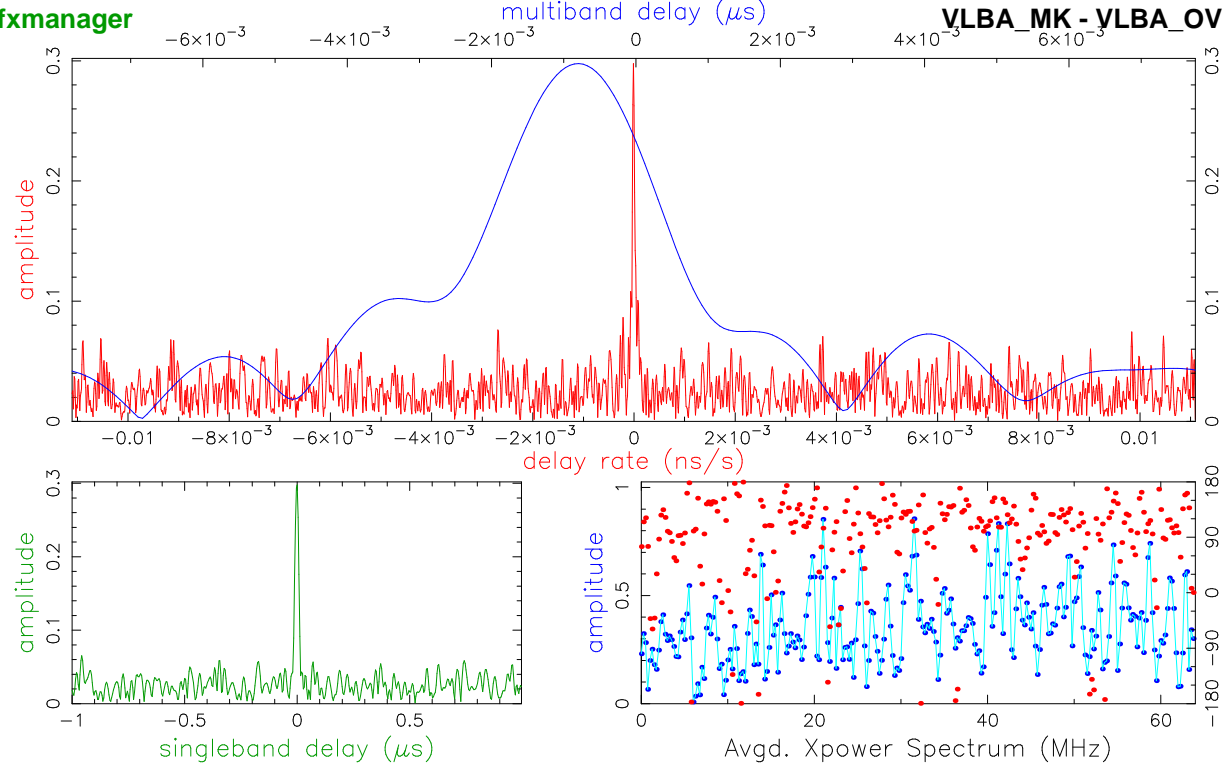 fxmanager
multiband delay (μs)
VLBA_MK - VLBA_OV
−6×10⁻³ −4×10⁻³ −2×10⁻³ 0 2×10⁻³ 4×10⁻³ 6×10⁻³
amplitude
0 0.1 0.2 0.3
0 0.1 0.2 0.3
−0.01 −8×10⁻³ −6×10⁻³ −4×10⁻³ −2×10⁻³ 0 2×10⁻³ 4×10⁻³ 6×10⁻³ 8×10⁻³ 0.01
delay rate (ns/s)
amplitude
0 0.1 0.2 0.3
−1 −0.5 0 0.5
singleband delay (μs)
amplitude
0 0.5 1
−180 −90 0 90 180
0 20 40 60
Avgd. Xpower Spectrum (MHz)